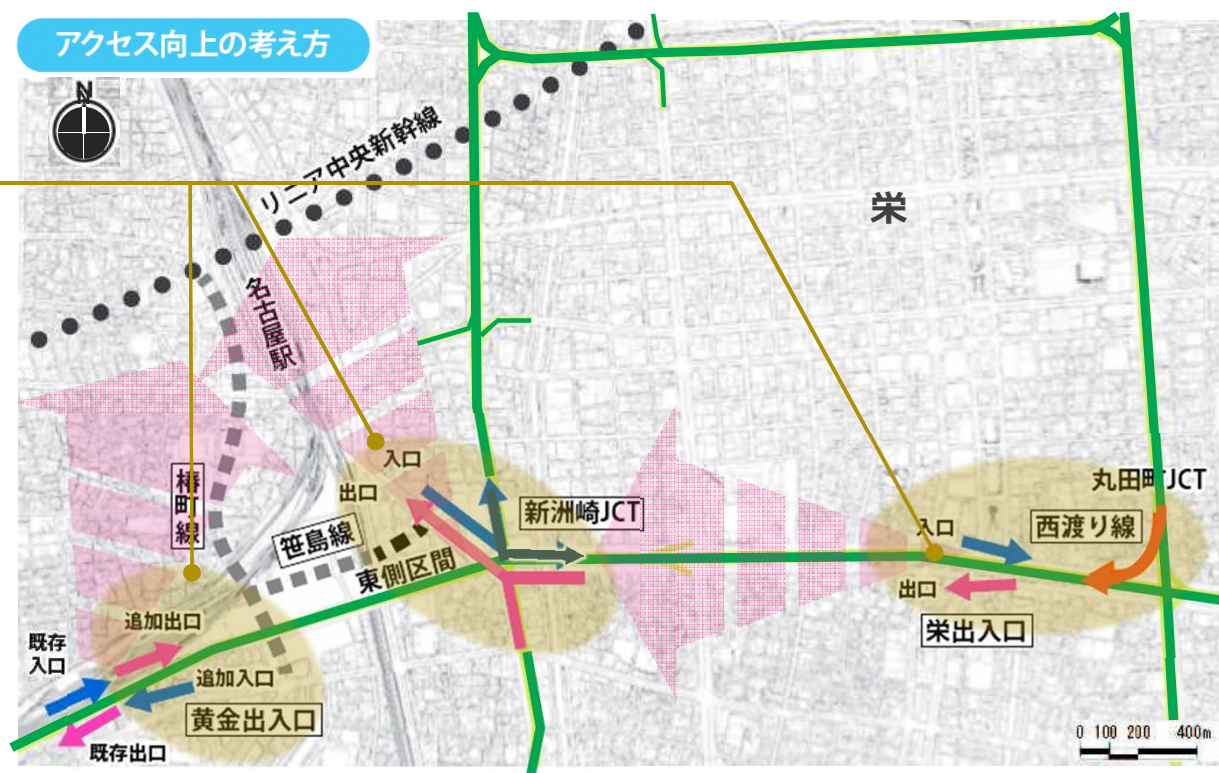 アクセス向上の考え方
N
リニア中央新幹線
栄
名古屋駅
入口
出口
椿町線
新洲崎JCT
丸田町JCT
入口
西渡り線
笹島線
東側区間
出口
栄出入口
追加出口
既存
入口
追加入口
黄金出入口
既存出口
0 100 200 400m